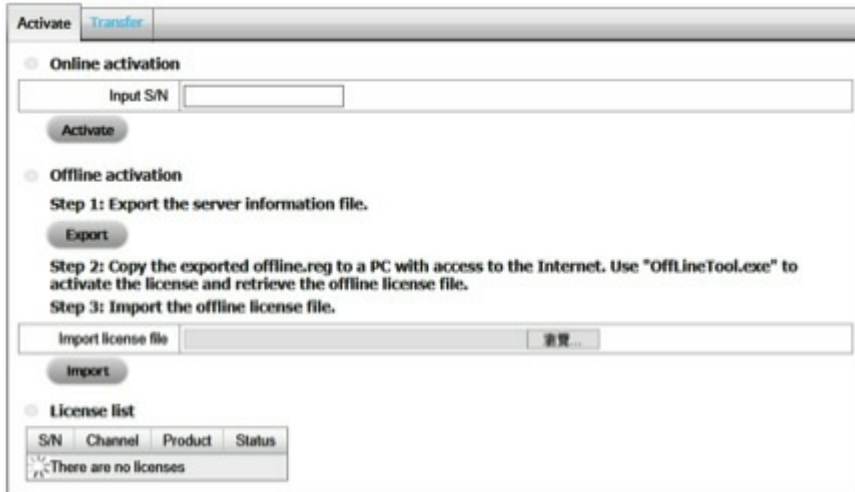 Activate Transfer
Online activation
Input S/N
Activate
Offline activation
Step 1: Export the server information file.
Export
Step 2: Copy the exported offline.reg to a PC with access to the Internet. Use "OffLineTool.exe" to
activate the license and retrieve the offline license file.
Step 3: Import the offline license file.
Import license file 瀏覽...
Import
License list
S/N Channel Product Status
There are no licenses